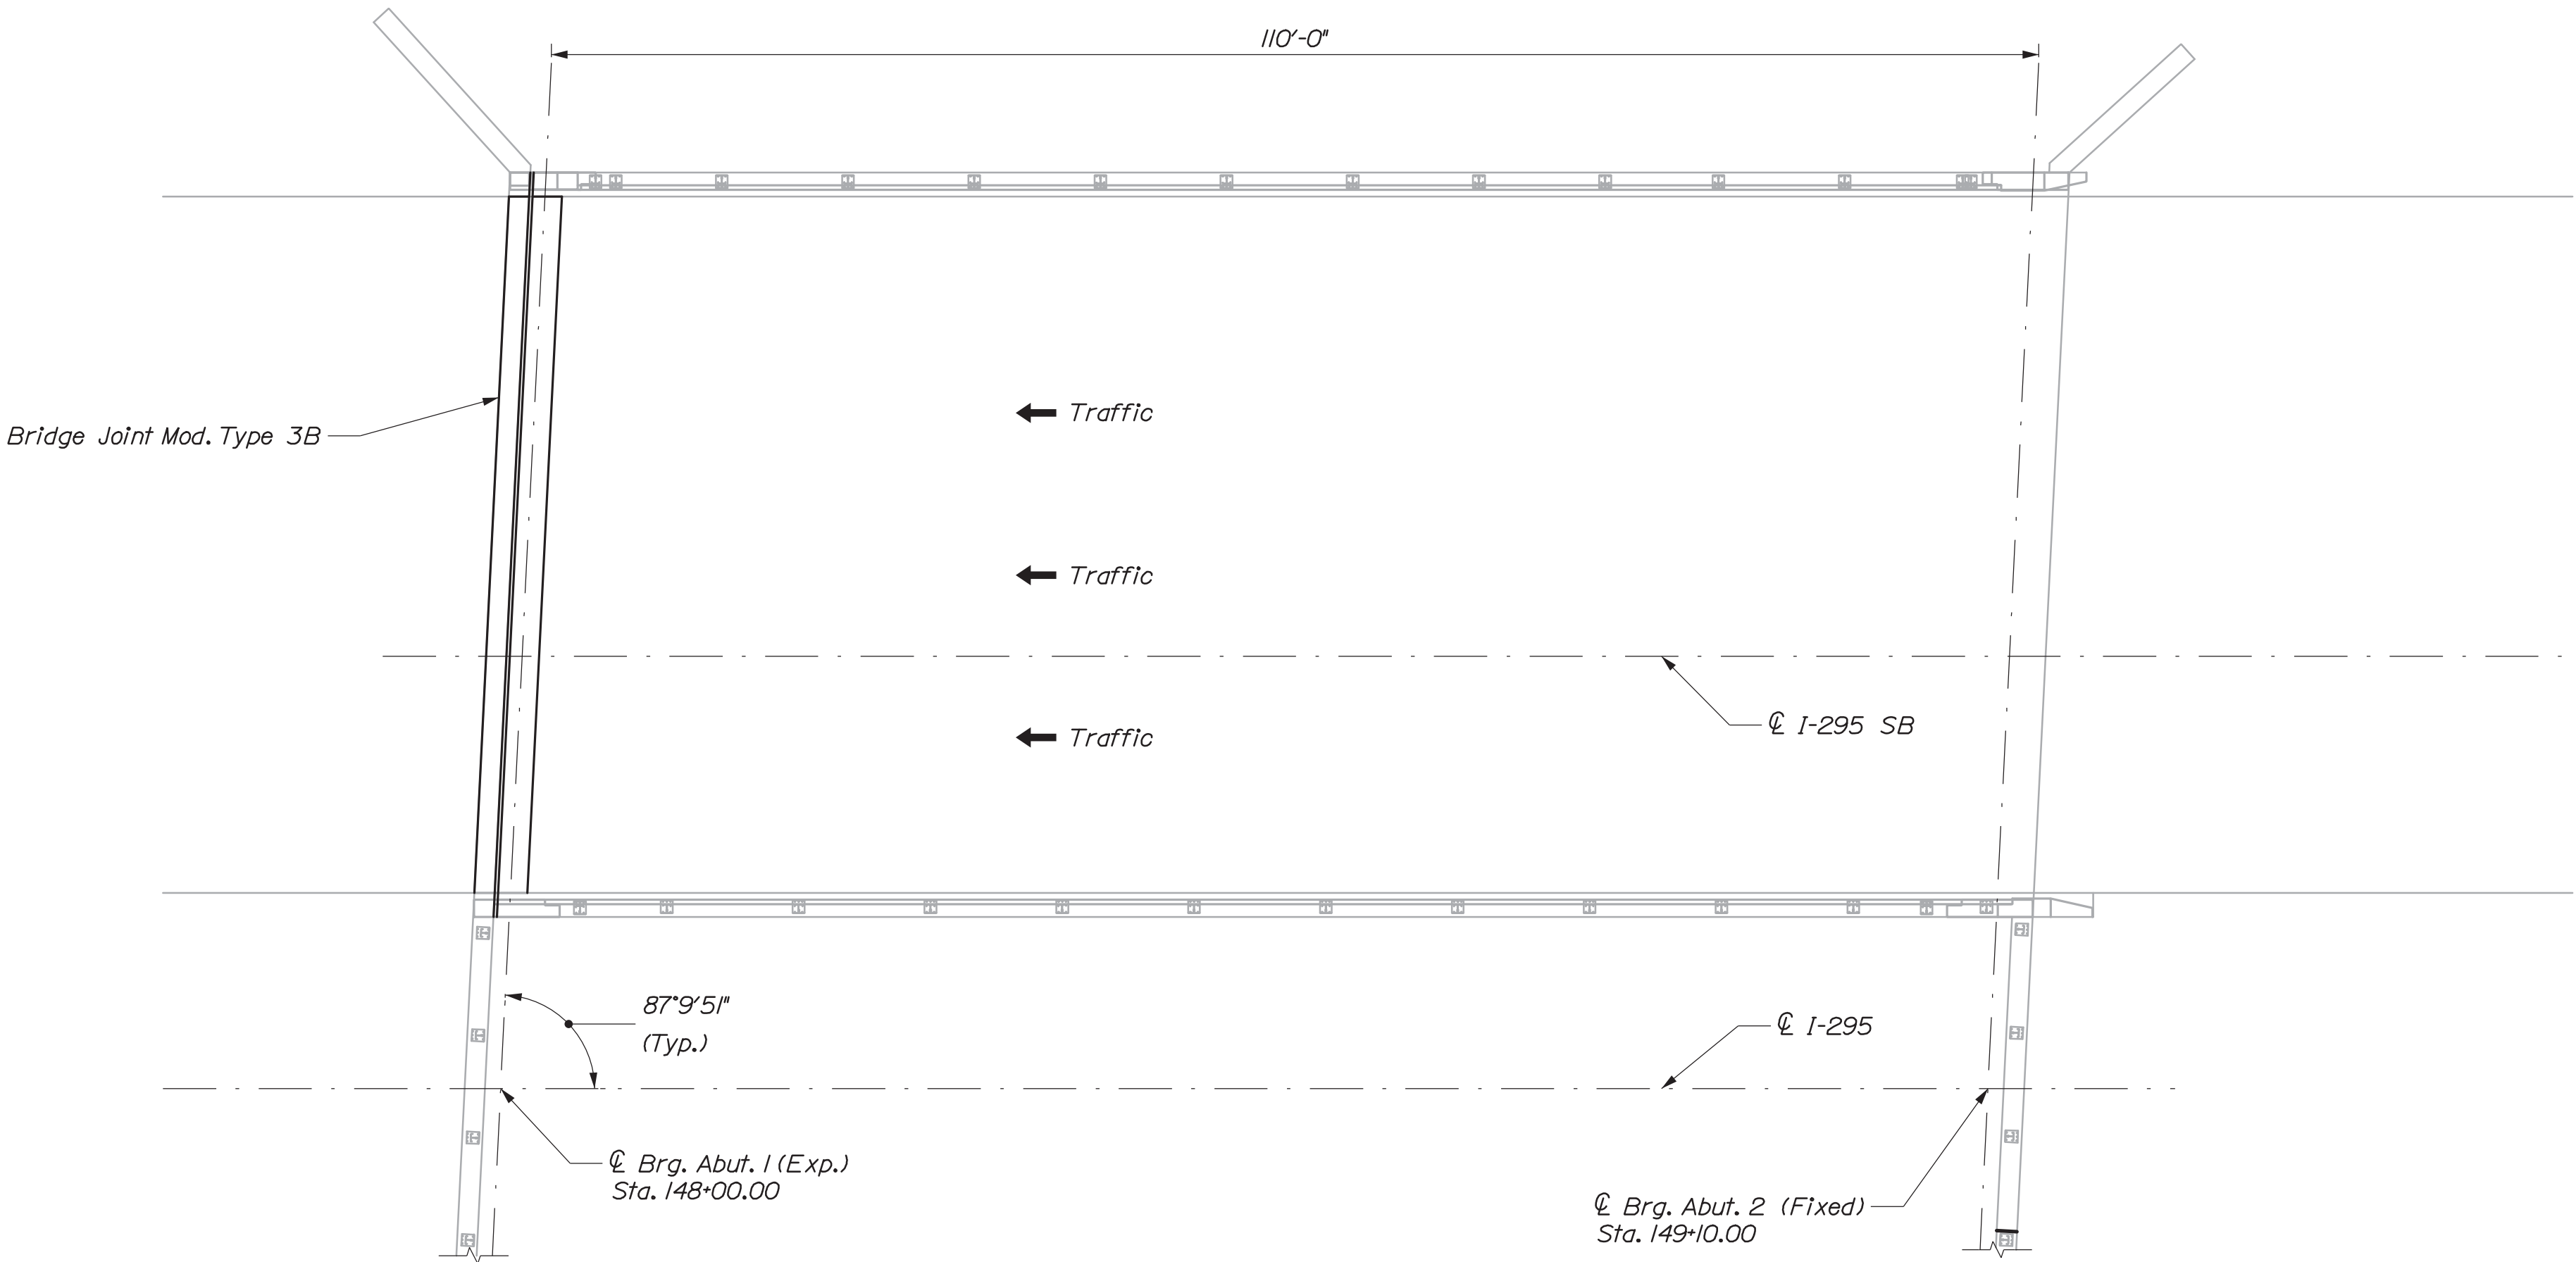 110'-0"
Traffic
Bridge Joint Mod. Type 3B
Traffic
℄ I-295 SB
Traffic
87°9'51"
(Typ.)
℄ I-295
℄ Brg. Abut. 1 (Exp.)
Sta. 148+00.00
℄ Brg. Abut. 2 (Fixed)
Sta. 149+10.00